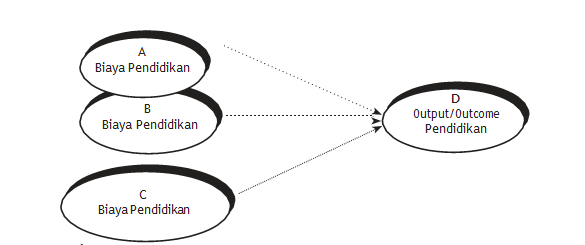 A
Biaya Pendidikan
B
Biaya Pendidikan
C
Biaya Pendidikan
D
Output/Outcome
Pendidikan